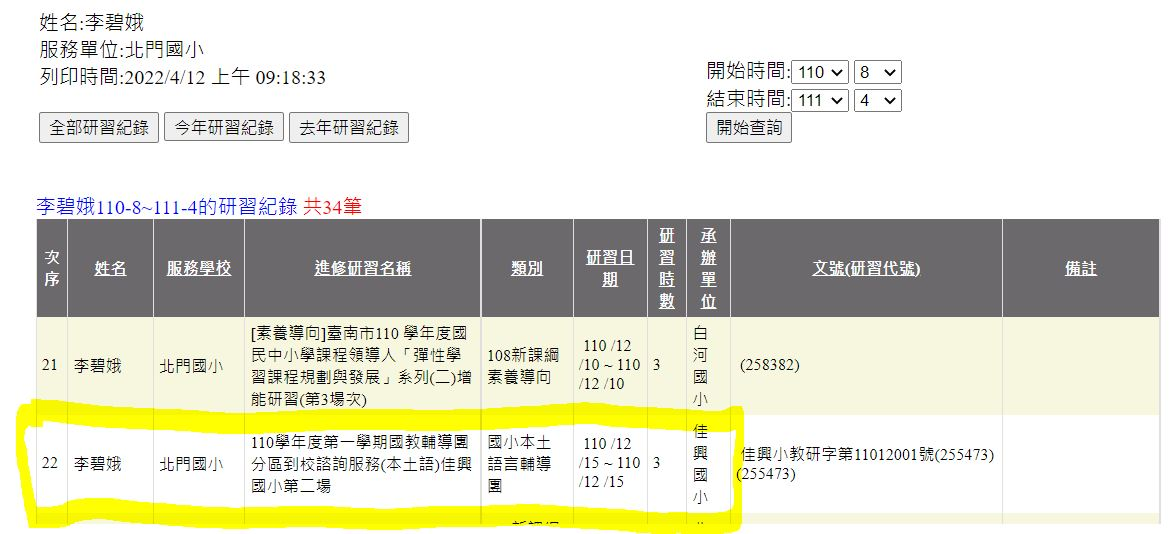 姓名:李碧娥
服務單位:北門國小
列印時間:2022/4/12 上午 09:18:33
開始時間: 110 8
結束時間: 111 4
全部研習紀錄 今年研習紀錄 去年研習紀錄 開始查詢
李碧娥110-8~111-4的研習紀錄 共34筆
次序 姓名 服務學校 進修研習名稱 類別 研習日期 研習時數 承辦單位 文號(研習代號) 備註
21 李碧娥 北門國小
[素養導向]臺南市110 學年度國
民中小學課程領導人「彈性學
習課程規劃與發展」系列(二)增
能研習(第3場次)
108新課綱
素養導向
110 /12
/10 ~ 110
/12 /10
3
白
河
國
小
(258382)
22 李碧娥 北門國小
110學年度第一學期國教輔導團
分區到校諮詢服務(本土語)佳興
國小第二場
國小本土
語言輔導
團
110 /12
/15 ~ 110
/12 /15
3
佳
興
國
小
佳興小教研字第11012001號(255473)
(255473)